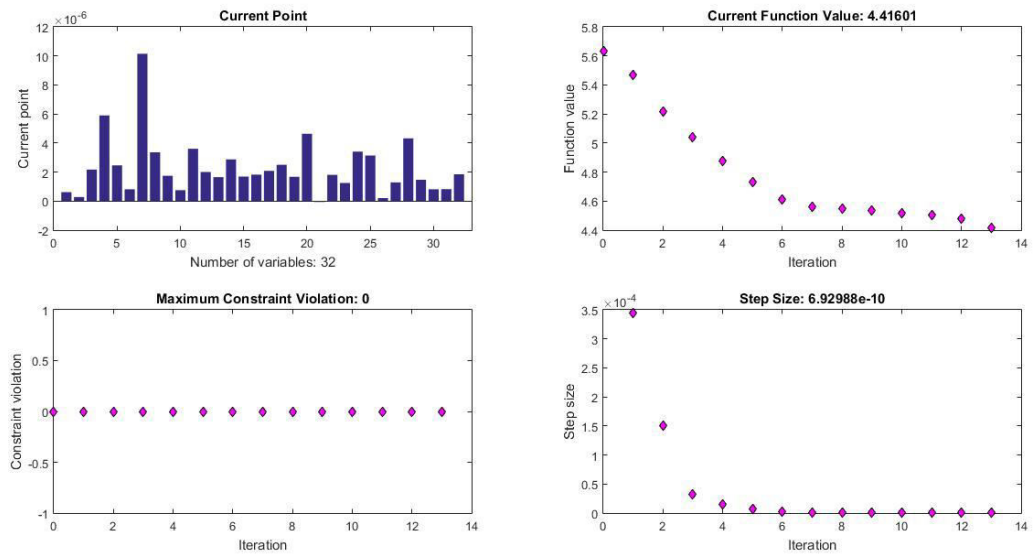 Current Point
×10⁻⁶
12
10
8
6
4
2
0
-2
0 5 10 15 20 25 30
Current point
Number of variables: 32
Current Function Value: 4.41601
5.8
5.6
5.4
5.2
5
4.8
4.6
4.4
0 2 4 6 8 10 12 14
Function value
Iteration
Maximum Constraint Violation: 0
1
0.5
0
-0.5
-1
0 2 4 6 8 10 12 14
Constraint violation
Iteration
Step Size: 6.92988e-10
×10⁻⁴
3.5
3
2.5
2
1.5
1
0.5
0
0 2 4 6 8 10 12 14
Step size
Iteration